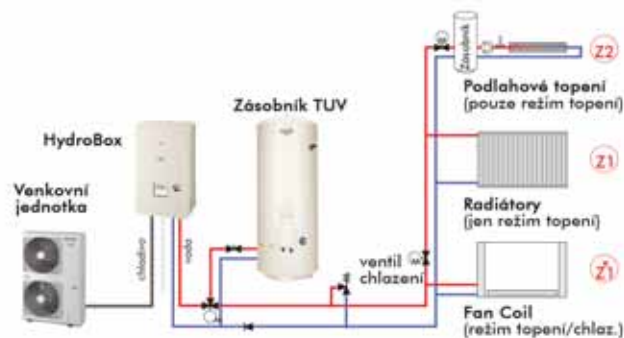 Zásobník
Z2
Podlahové topení
(pouze režim topení)
Zásobník TUV
HydroBox
Z1
Venkovní
jednotka
Radiátory
(jen režim topení)
chladivo
voda
ventil
chlazení
M
Z1
Fan Coil
(režim topení/chlaz.)